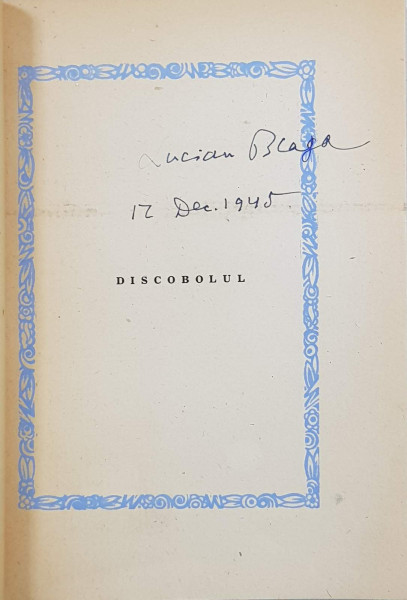 Lucian Blaga
12 Dec. 1945
DISCOBOLUL